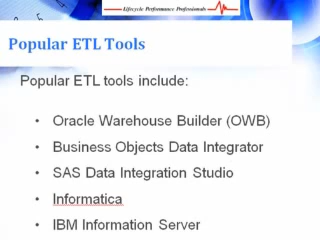 Lifecycle Performance Professionals
Popular ETL Tools
Popular ETL tools include:
• Oracle Warehouse Builder (OWB)
• Business Objects Data Integrator
• SAS Data Integration Studio
• Informatica
• IBM Information Server